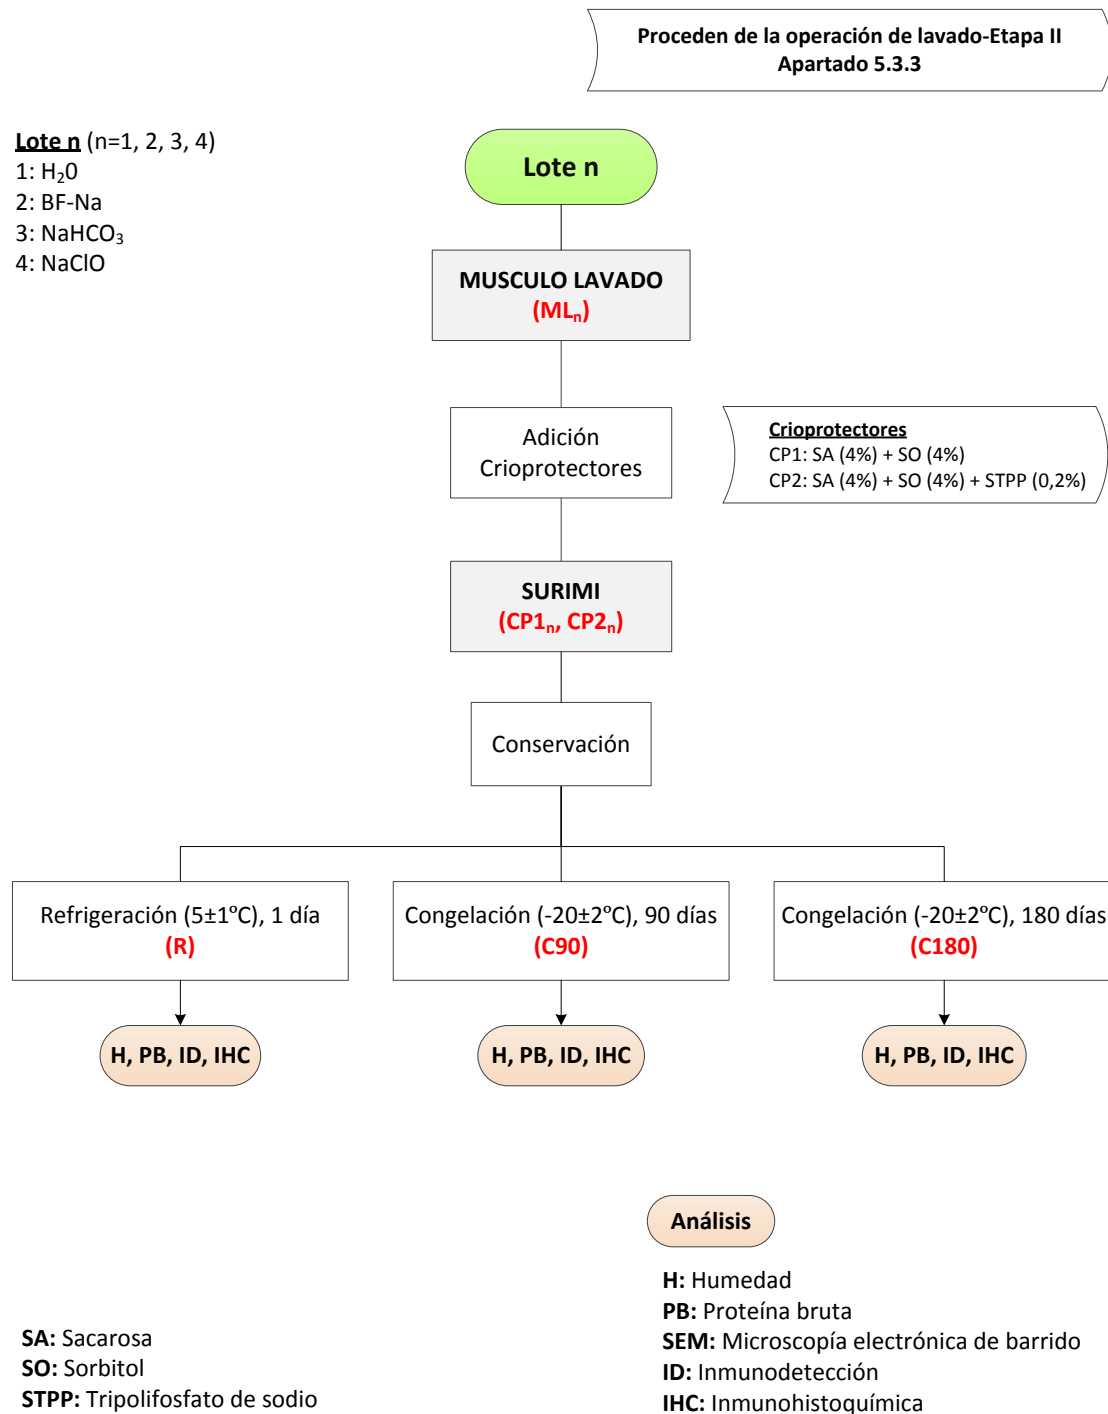 Proceden de la operación de lavado-Etapa II
Apartado 5.3.3
Lote n (n=1, 2, 3, 4)
1: H₂0
2: BF-Na
3: NaHCO₃
4: NaClO
Lote n
MUSCULO LAVADO
(MLₙ)
Adición
Crioprotectores
Crioprotectores
CP1: SA (4%) + SO (4%)
CP2: SA (4%) + SO (4%) + STPP (0,2%)
SURIMI
(CP1ₙ, CP2ₙ)
Conservación
Refrigeración (5±1ºC), 1 día
(R)
Congelación (-20±2ºC), 90 días
(C90)
Congelación (-20±2ºC), 180 días
(C180)
H, PB, ID, IHC
H, PB, ID, IHC
H, PB, ID, IHC
Análisis
H: Humedad
PB: Proteína bruta
SEM: Microscopía electrónica de barrido
ID: Inmunodetección
IHC: Inmunohistoquímica
SA: Sacarosa
SO: Sorbitol
STPP: Tripolifosfato de sodio